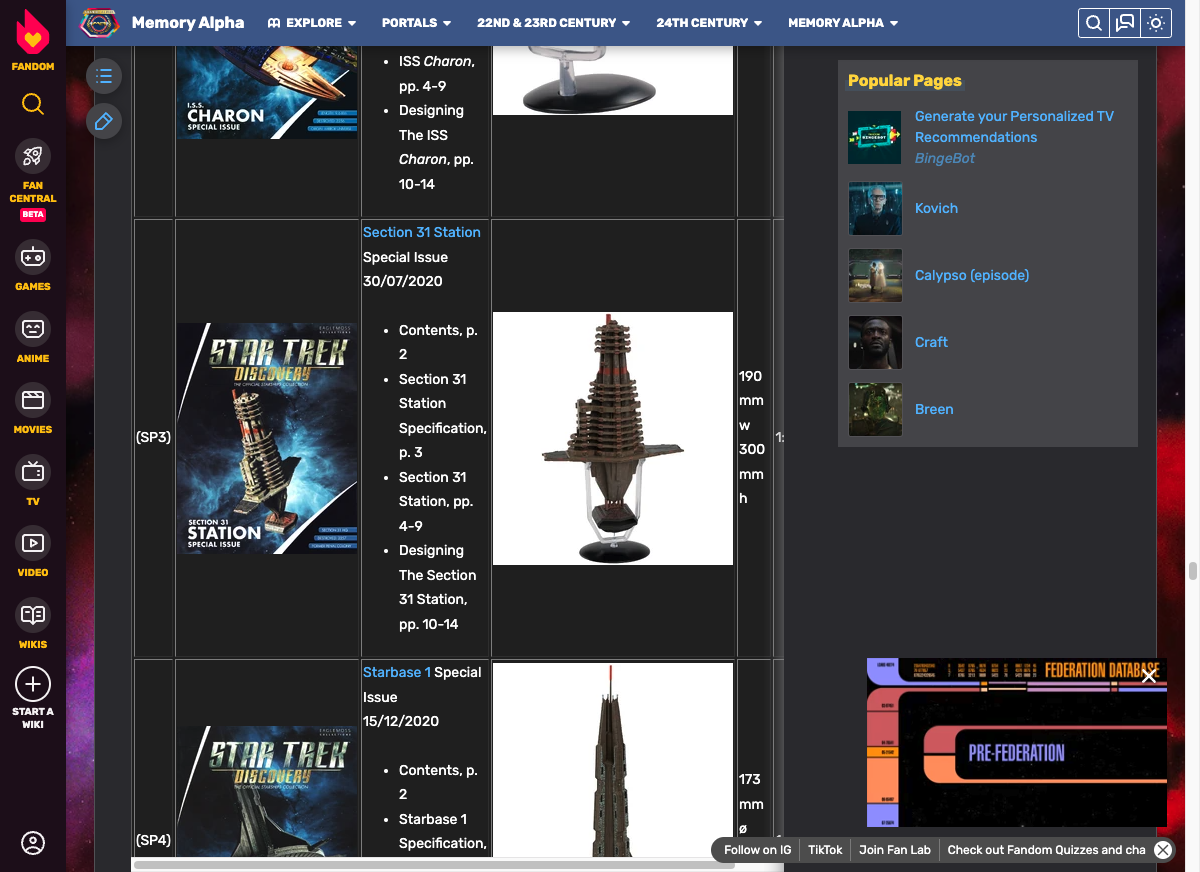 Memory Alpha
EXPLORE
PORTALS
22ND & 23RD CENTURY
24TH CENTURY
MEMORY ALPHA
FANDOM
FAN
CENTRAL
BETA
GAMES
ANIME
MOVIES
TV
VIDEO
WIKIS
START A
WIKI
I.S.S.
CHARON
SPECIAL ISSUE
ISS Charon,
pp. 4-9
Designing
The ISS
Charon, pp.
10-14
(SP3)
EAGLEMOSS
COLLECTIONS
STAR TREK
DISCOVERY
THE OFFICIAL STARSHIPS COLLECTION
SECTION 31
STATION
SPECIAL ISSUE
Section 31 Station
Special Issue
30/07/2020
Contents, p.
2
Section 31
Station
Specification,
p. 3
Section 31
Station, pp.
4-9
Designing
The Section
31 Station,
pp. 10-14
190
mm
w
300
mm
h
1:
(SP4)
EAGLEMOSS
COLLECTIONS
STAR TREK
DISCOVERY
THE OFFICIAL STARSHIPS COLLECTION
Starbase 1 Special
Issue
15/12/2020
Contents, p.
2
Starbase 1
Specification,
173
mm
ø
Popular Pages
Generate your Personalized TV
Recommendations
BingeBot
Kovich
Calypso (episode)
Craft
Breen
FEDERATION DATABASE
PRE-FEDERATION
Follow on IG
TikTok
Join Fan Lab
Check out Fandom Quizzes and cha